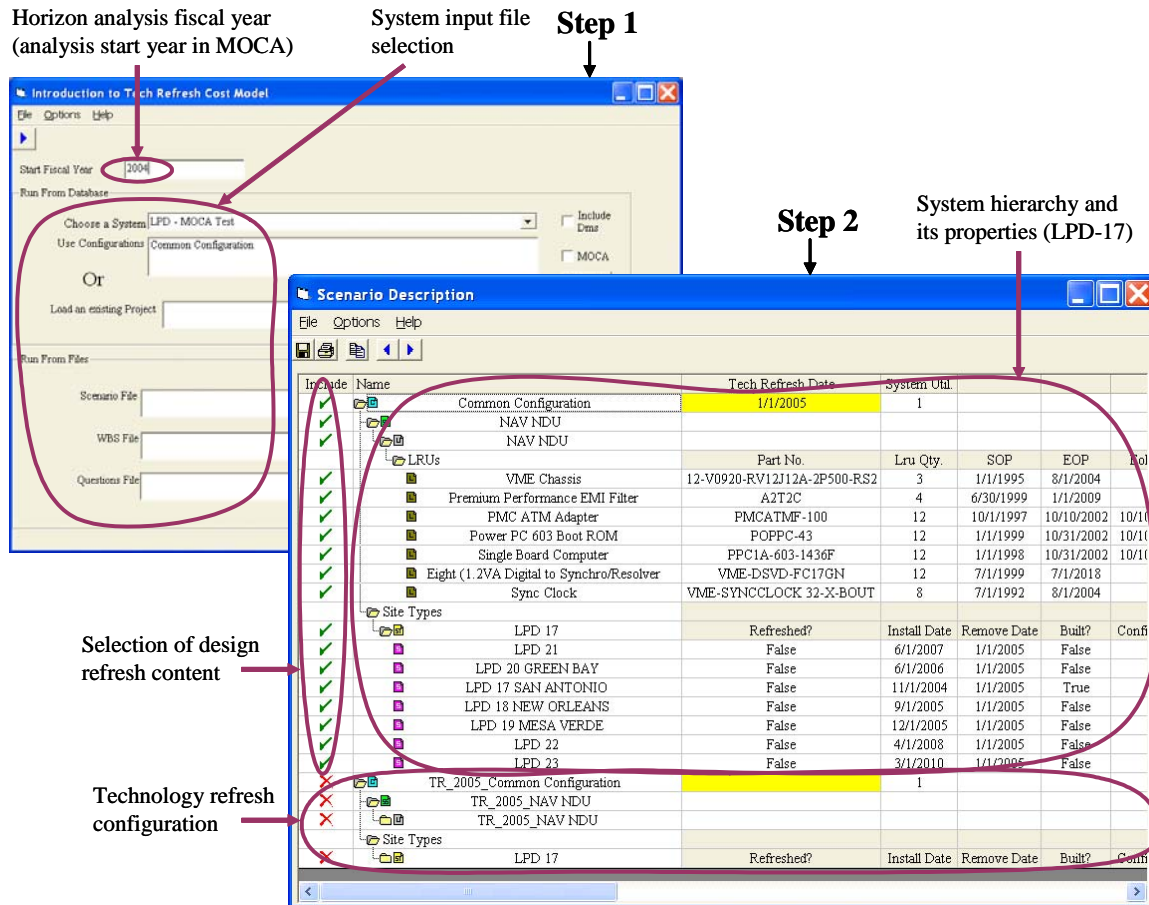 Horizon analysis fiscal year
(analysis start year in MOCA)
System input file
selection
Step 1
Introduction to Tech Refresh Cost Model
File Options Help
Start Fiscal Year 2004
Run From Database
Choose a System LPD - MOCA Test
Include
Dms
Use Configurations Common Configuration
MOCA
Or
Load an existing Project
Run From Files
Scenario File
WBS File
Questions File
Step 2
System hierarchy and
its properties (LPD-17)
Scenario Description
File Options Help
Include Name Tech Refresh Date System Util.
Common Configuration 1/1/2005 1
NAV NDU
NAV NDU
LRUs Part No. Lru Qty. SOP EOP
VME Chassis 12-V0920-RV12J12A-2P500-RS2 3 1/1/1995 8/1/2004
Premium Performance EMI Filter A2T2C 4 6/30/1999 1/1/2009
PMC ATM Adapter PMCATMF-100 12 10/1/1997 10/10/2002 10/10
Power PC 603 Boot ROM POPPC-43 12 1/1/1999 10/31/2002 10/10
Single Board Computer PPC1A-603-1436F 12 1/1/1998 10/31/2002 10/10
Eight (1.2VA Digital to Synchro/Resolver VME-DSVD-FC17GN 12 7/1/1999 7/1/2018
Sync Clock VME-SYNCCLOCK 32-X-BOUT 8 7/1/1992 8/1/2004
Site Types
LPD 17 Refreshed? Install Date Remove Date Built? Confi
LPD 21 False 6/1/2007 1/1/2005 False
LPD 20 GREEN BAY False 6/1/2006 1/1/2005 False
LPD 17 SAN ANTONIO False 11/1/2004 1/1/2005 True
LPD 18 NEW ORLEANS False 9/1/2005 1/1/2005 False
LPD 19 MESA VERDE False 12/1/2005 1/1/2005 False
LPD 22 False 4/1/2008 1/1/2005 False
LPD 23 False 3/1/2010 1/1/2005 False
TR_2005_Common Configuration 1
TR_2005_NAV NDU
TR_2005_NAV NDU
Site Types
LPD 17 Refreshed? Install Date Remove Date Built? Confi
Selection of design
refresh content
Technology refresh
configuration